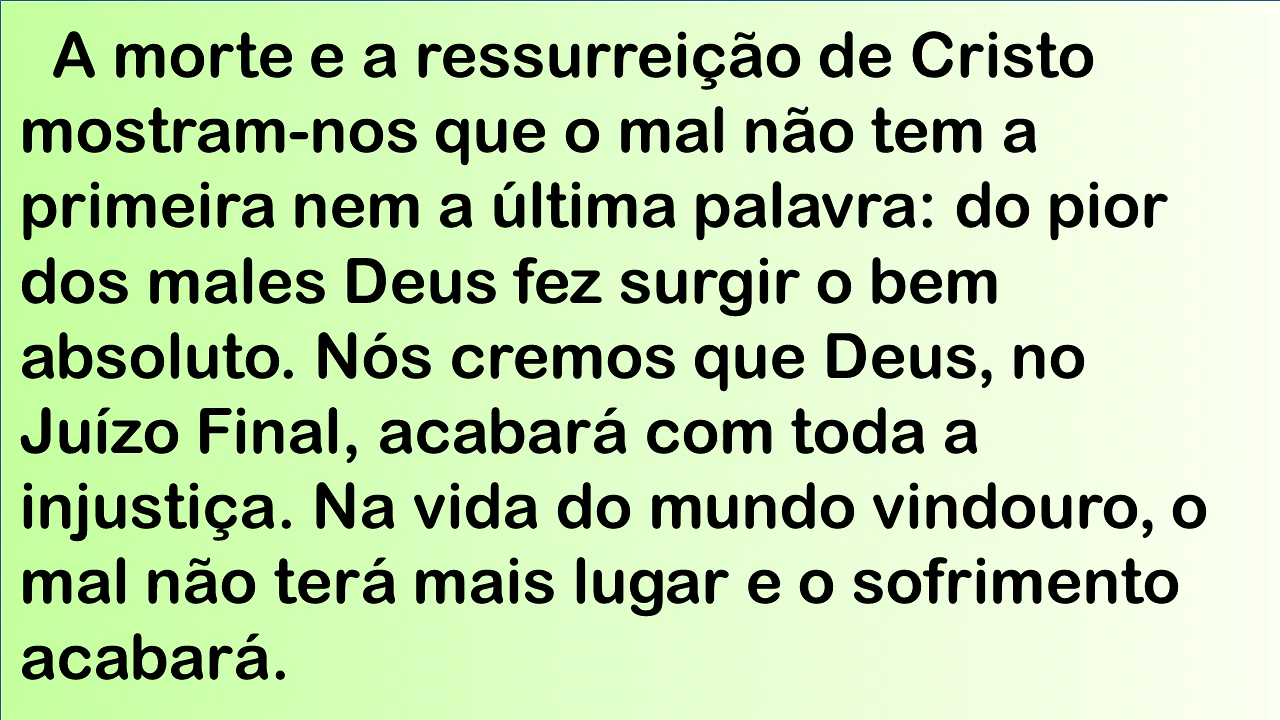 A morte e a ressurreição de Cristo
mostram-nos que o mal não tem a
primeira nem a última palavra: do pior
dos males Deus fez surgir o bem
absoluto. Nós cremos que Deus, no
Juízo Final, acabará com toda a
injustiça. Na vida do mundo vindouro, o
mal não terá mais lugar e o sofrimento
acabará.